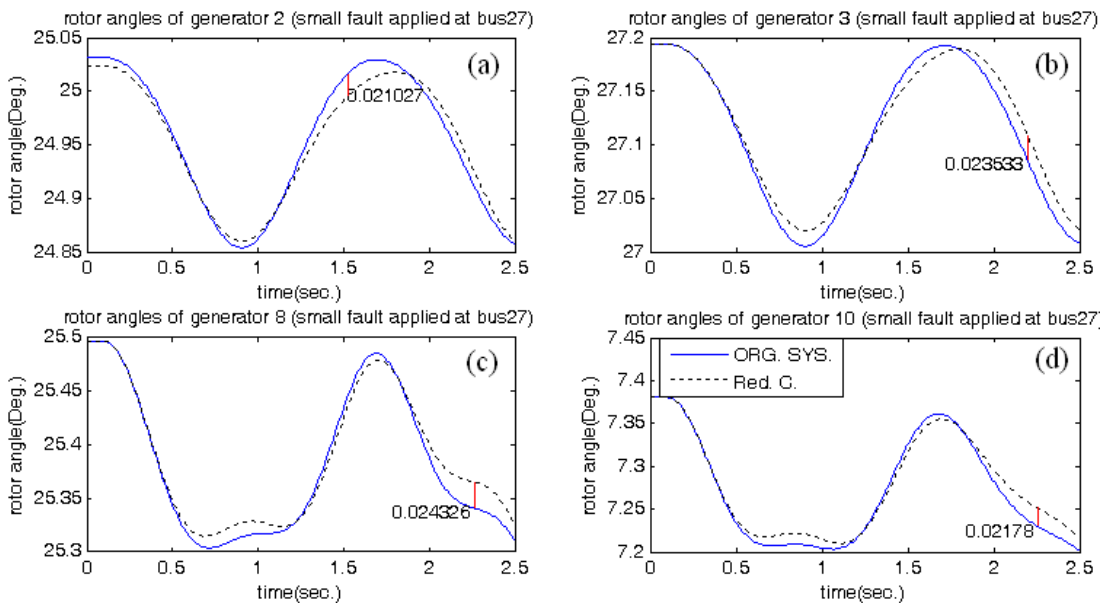 rotor angles of generator 2 (small fault applied at bus27)
25.05
25
24.95
24.9
24.85
rotor angle(Deg.)
(a)
0.021027
0
0.5
1
1.5
2
2.5
time(sec.)
rotor angles of generator 3 (small fault applied at bus27)
27.2
27.15
27.1
27.05
27
rotor angle(Deg.)
(b)
0.023533
0
0.5
1
1.5
2
2.5
time(sec.)
rotor angles of generator 8 (small fault applied at bus27)
25.5
25.45
25.4
25.35
25.3
rotor angle(Deg.)
(c)
0.024326
0
0.5
1
1.5
2
2.5
time(sec.)
rotor angles of generator 10 (small fault applied at bus27)
7.45
7.4
7.35
7.3
7.25
7.2
rotor angle(Deg.)
ORG. SYS.
Red. G.
(d)
0.02178
0
0.5
1
1.5
2
2.5
time(sec.)